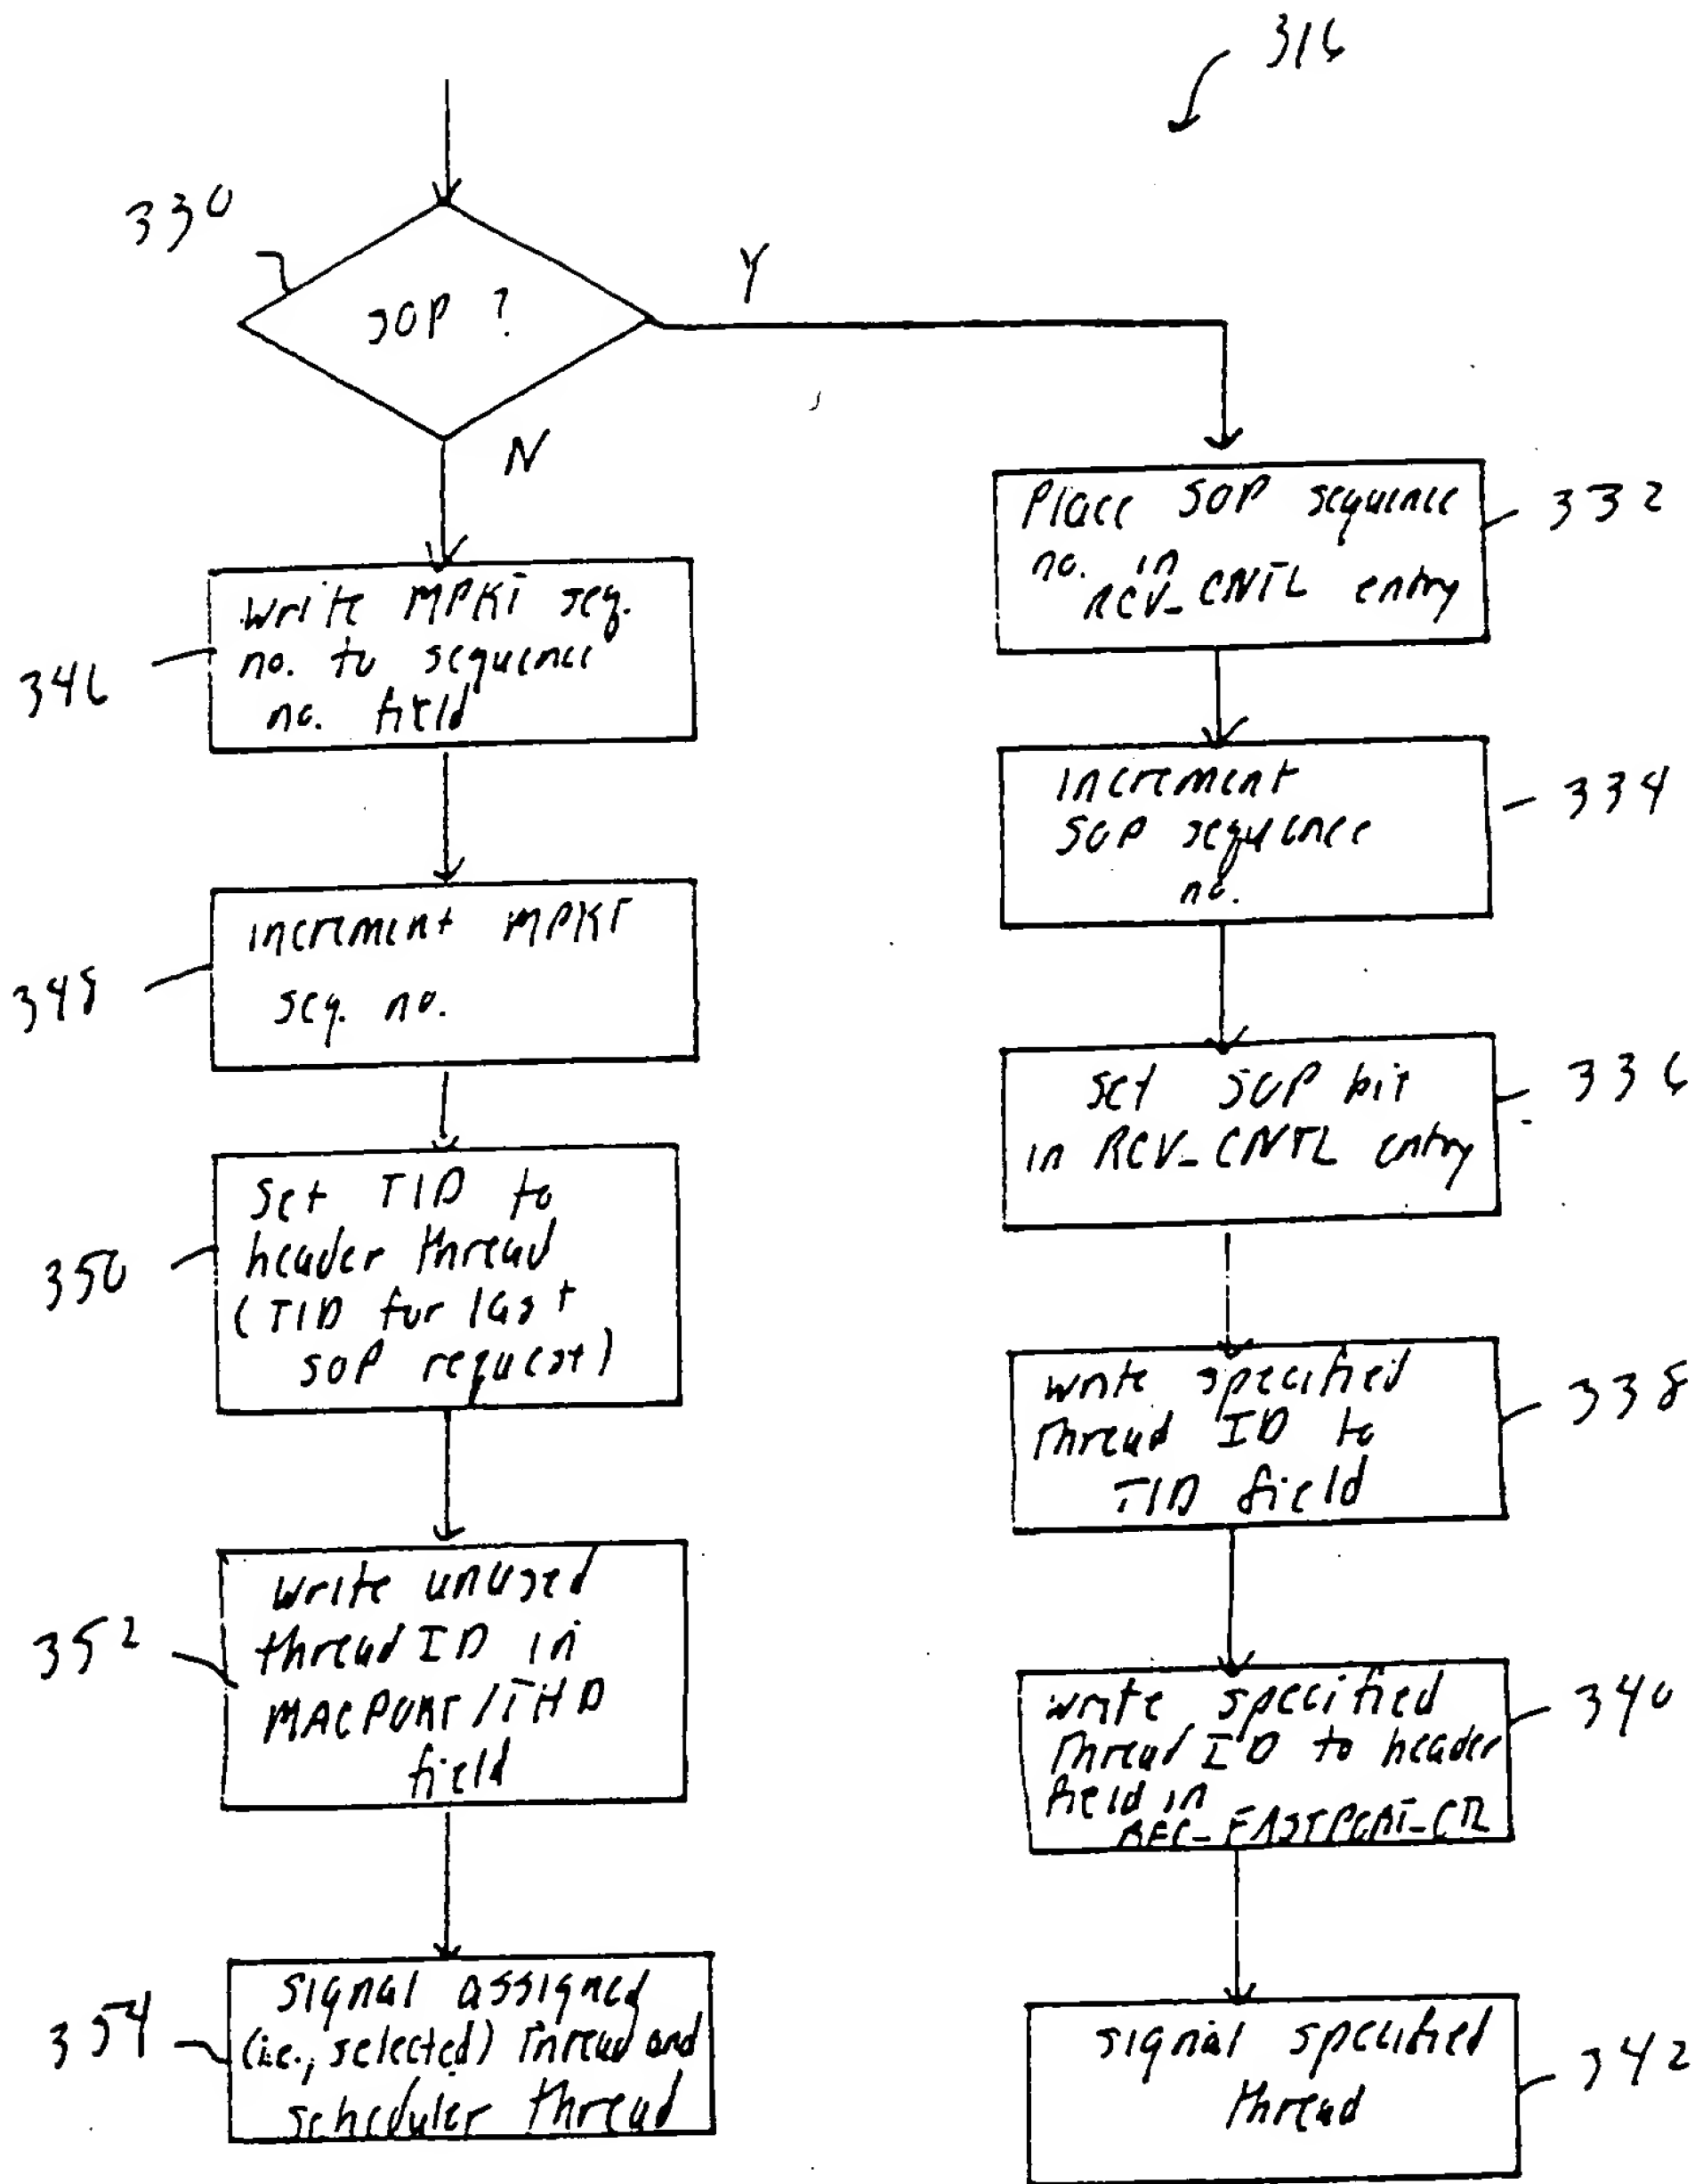 316
330
SOP ?
Y
N
Place SOP sequence
no. in
RCV_CNTL entry
332
Increment
SOP sequence
no.
334
set SOP bit
in RCV_CNTL entry
336
write specified
thread ID to
TID field
338
write specified
thread ID to header
field in
REC_FASTPORT_CTL
340
signal specified
thread
342
write MPKT seq.
no. to sequence
no. field
346
increment MPKT
seq. no.
348
Set TID to
header thread
(TID for last
SOP request)
350
write unused
thread ID in
MACPORT/THD
field
352
signal assigned
(i.e., selected) thread and
scheduler thread
354